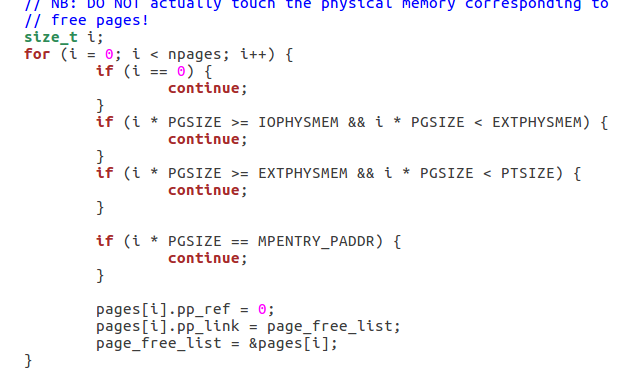 // NB: DO NOT actually touch the physical memory corresponding to
// free pages!
size_t i;
for (i = 0; i < npages; i++) {
        if (i == 0) {
                continue;
        }
        if (i * PGSIZE >= IOPHYSMEM && i * PGSIZE < EXTPHYSMEM) {
                continue;
        }
        if (i * PGSIZE >= EXTPHYSMEM && i * PGSIZE < PTSIZE) {
                continue;
        }

        if (i * PGSIZE == MPENTRY_PADDR) {
                continue;
        }

        pages[i].pp_ref = 0;
        pages[i].pp_link = page_free_list;
        page_free_list = &pages[i];
}